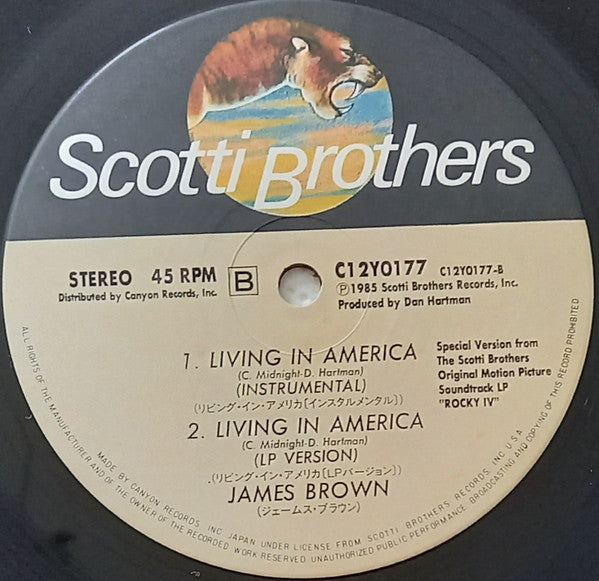 Scotti Brothers
STEREO 45 RPM
Distributed by Canyon Records, Inc.
B
C12Y0177 C12Y0177-B
Ⓟ1985 Scotti Brothers Records, Inc.
Produced by Dan Hartman
1. LIVING IN AMERICA
(C. Midnight-D. Hartman)
(INSTRUMENTAL)
(リビング・イン・アメリカ〔インスタルメンタル〕)
2. LIVING IN AMERICA
(C. Midnight-D. Hartman)
(LP VERSION)
(リビング・イン・アメリカ〔LPバージョン〕)
JAMES BROWN
(ジェームス・ブラウン)
Special Version from
The Scotti Brothers
Original Motion Picture
Soundtrack LP
"ROCKY IV"
ALL RIGHTS OF THE MANUFACTURER AND OF THE OWNER OF THE RECORDED WORK RESERVED. UNAUTHORIZED PUBLIC PERFORMANCE, BROADCASTING AND COPYING OF THIS RECORD PROHIBITED
MADE BY CANYON RECORDS, INC. JAPAN UNDER LICENSE FROM SCOTTI BROTHERS RECORDS, INC. U.S.A.